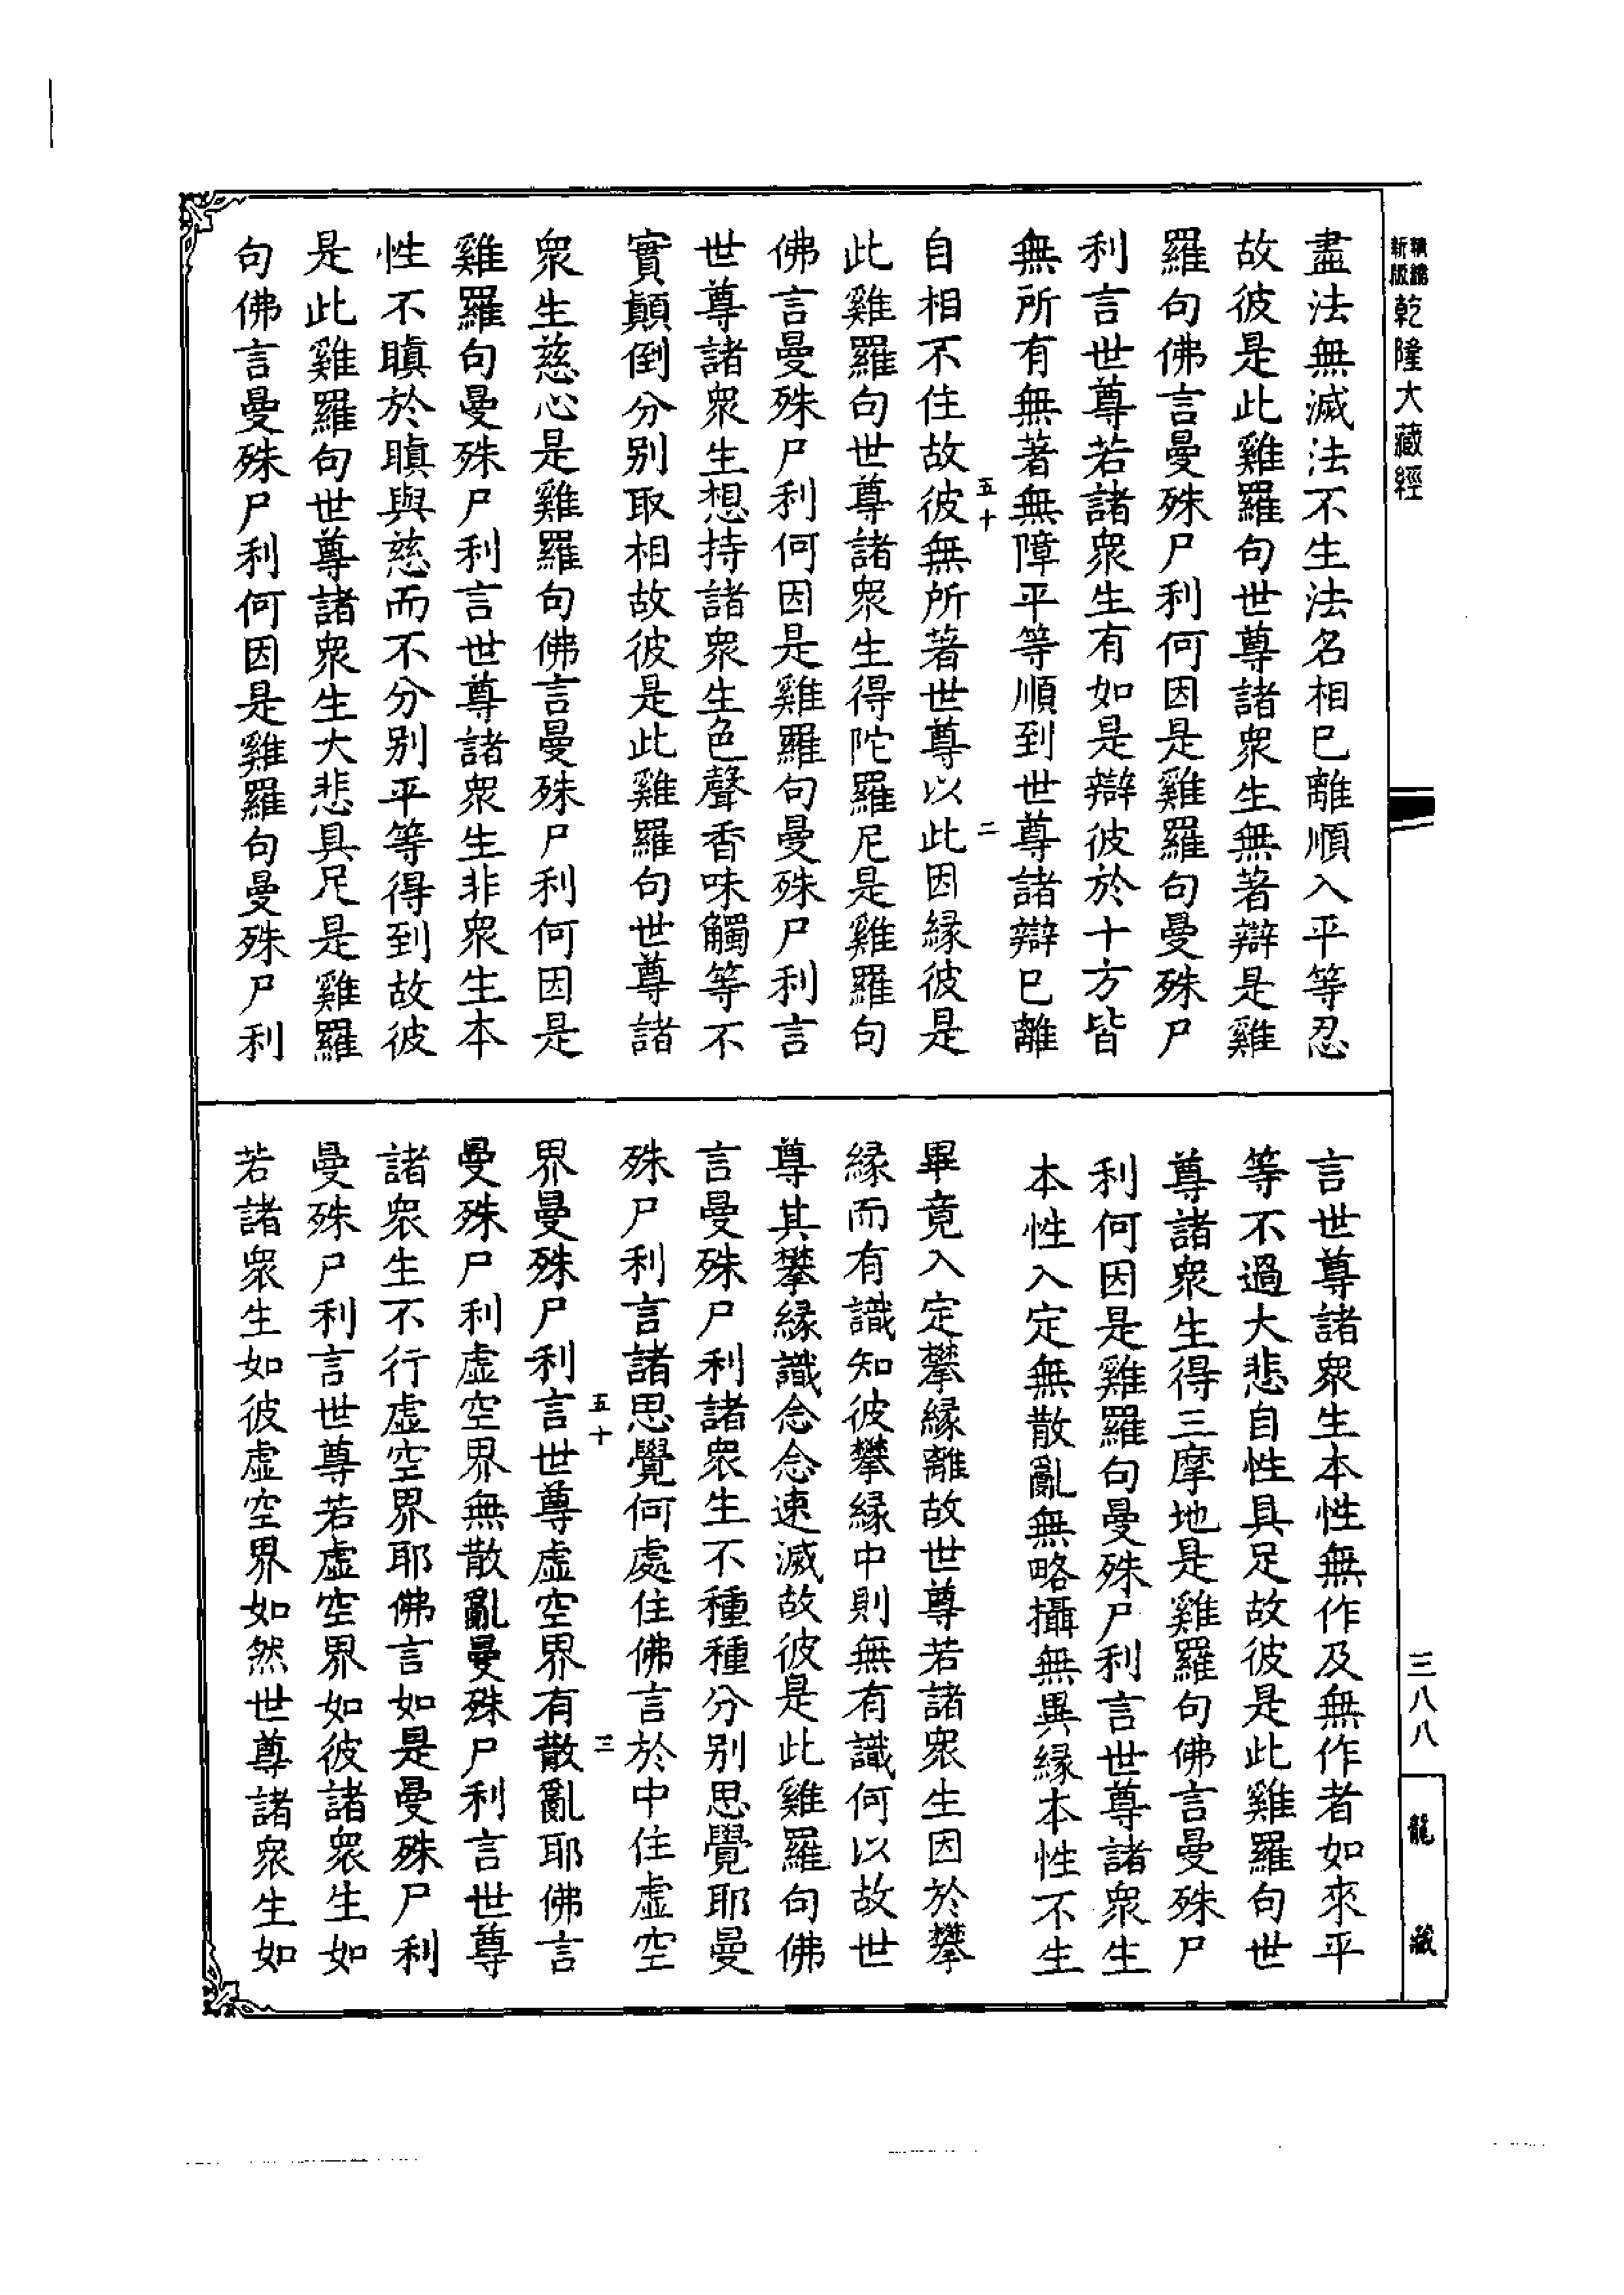 新版
乾隆大藏經
盡法無滅法不生法名相已離順入平等忍
故彼是此雞羅句世尊諸衆生無著辯是雞
羅句佛言曼殊尸利何因是雞羅句曼殊尸
利言世尊若諸衆生有如是辯彼於十方皆
無所有無著無障平等順到世尊諸辯已離
五十 二
自相不住故彼無所著世尊以此因緣彼是
此雞羅句世尊諸衆生得陀羅尼是雞羅句
佛言曼殊尸利何因是雞羅句曼殊尸利言
世尊諸衆生想持諸衆生色聲香味觸等不
實顛倒分別取相故彼是此雞羅句世尊諸
衆生慈心是雞羅句佛言曼殊尸利何因是
雞羅句曼殊尸利言世尊諸衆生非衆生本
性不瞋於瞋與慈而不分別平等得到故彼
是此雞羅句世尊諸衆生大悲具足是雞羅
句佛言曼殊尸利何因是雞羅句曼殊尸利
言世尊諸衆生本性無作及無作者如來平
等不過大悲自性具足故彼是此雞羅句世
尊諸衆生得三摩地是雞羅句佛言曼殊尸
利何因是雞羅句曼殊尸利言世尊諸衆生
本性入定無散亂無略攝無異緣本性不生
畢竟入定攀緣離故世尊若諸衆生因於攀
緣而有識知彼攀緣中則無有識何以故世
尊其攀緣識念念速滅故彼是此雞羅句佛
言曼殊尸利諸衆生不種種分別思覺耶曼
殊尸利言諸思覺何處住佛言於中住虛空
五十 三
界曼殊尸利言世尊虛空界有散亂耶佛言
曼殊尸利虛空界無散亂曼殊尸利言世尊
諸衆生不行虛空界耶佛言如是曼殊尸利
曼殊尸利言世尊若虛空界如彼諸衆生如
若諸衆生如彼虛空界如然世尊諸衆生如
三八八
龍藏